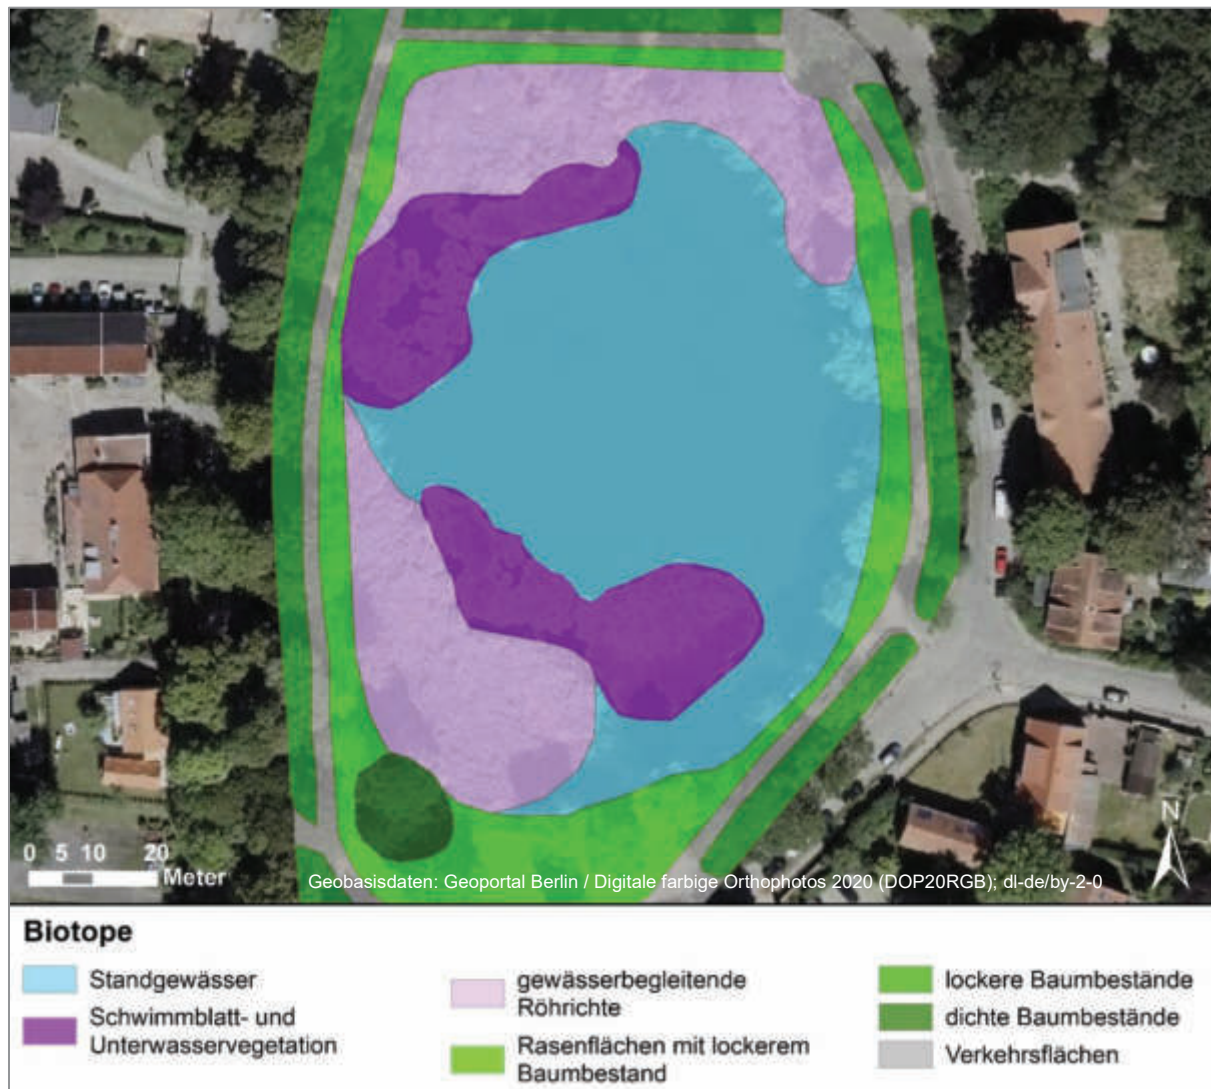 N
0 5 10 20
Meter
Geobasisdaten: Geoportal Berlin / Digitale farbige Orthophotos 2020 (DOP20RGB); dl-de/by-2-0
Biotope
Standgewässer
Schwimmblatt- und
Unterwasservegetation
gewässerbegleitende
Röhrichte
Rasenflächen mit lockerem
Baumbestand
lockere Baumbestände
dichte Baumbestände
Verkehrsflächen